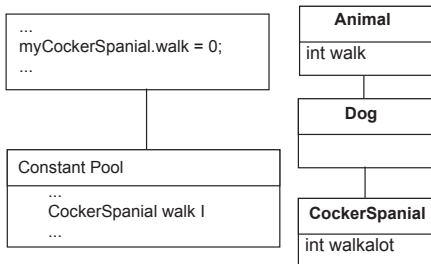 ...
myCockerSpanial.walk = 0;
...
Constant Pool
...
CockerSpanial walk I
...
Animal
int walk
Dog
CockerSpanial
int walkalot